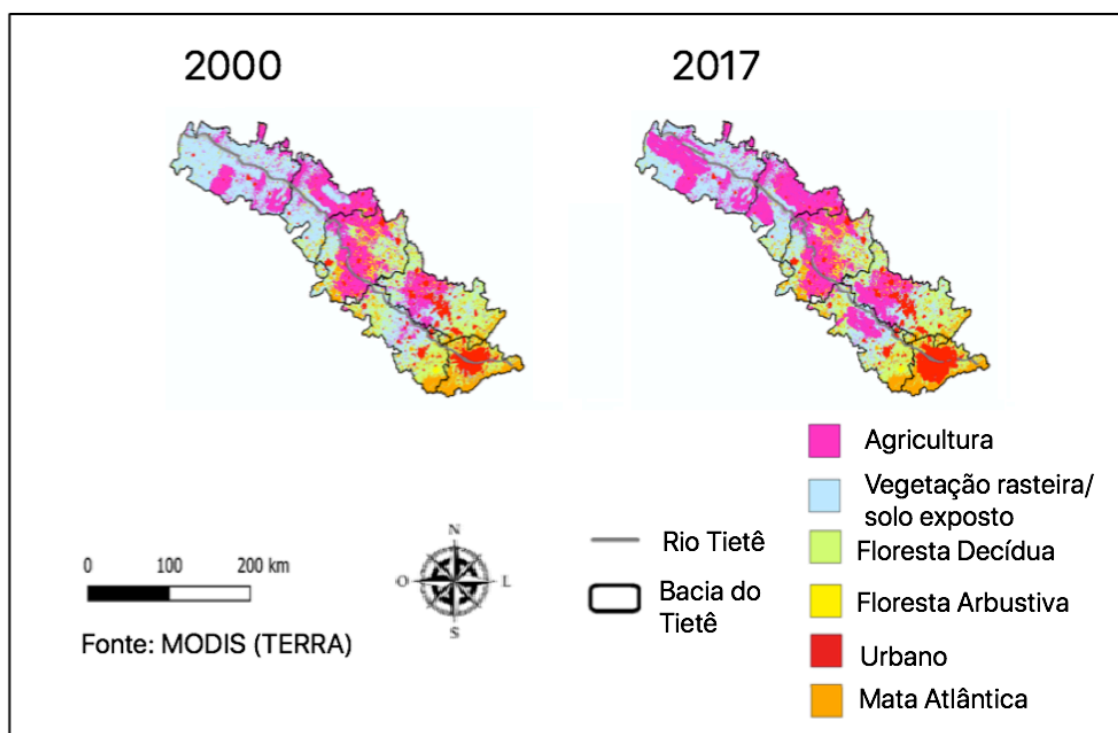 2000
2017
Agricultura
Vegetação rasteira/
solo exposto
Floresta Decídua
Floresta Arbustiva
Urbano
Mata Atlântica
Rio Tietê
Bacia do
Tietê
N
O
L
S
0 100 200 km
Fonte: MODIS (TERRA)